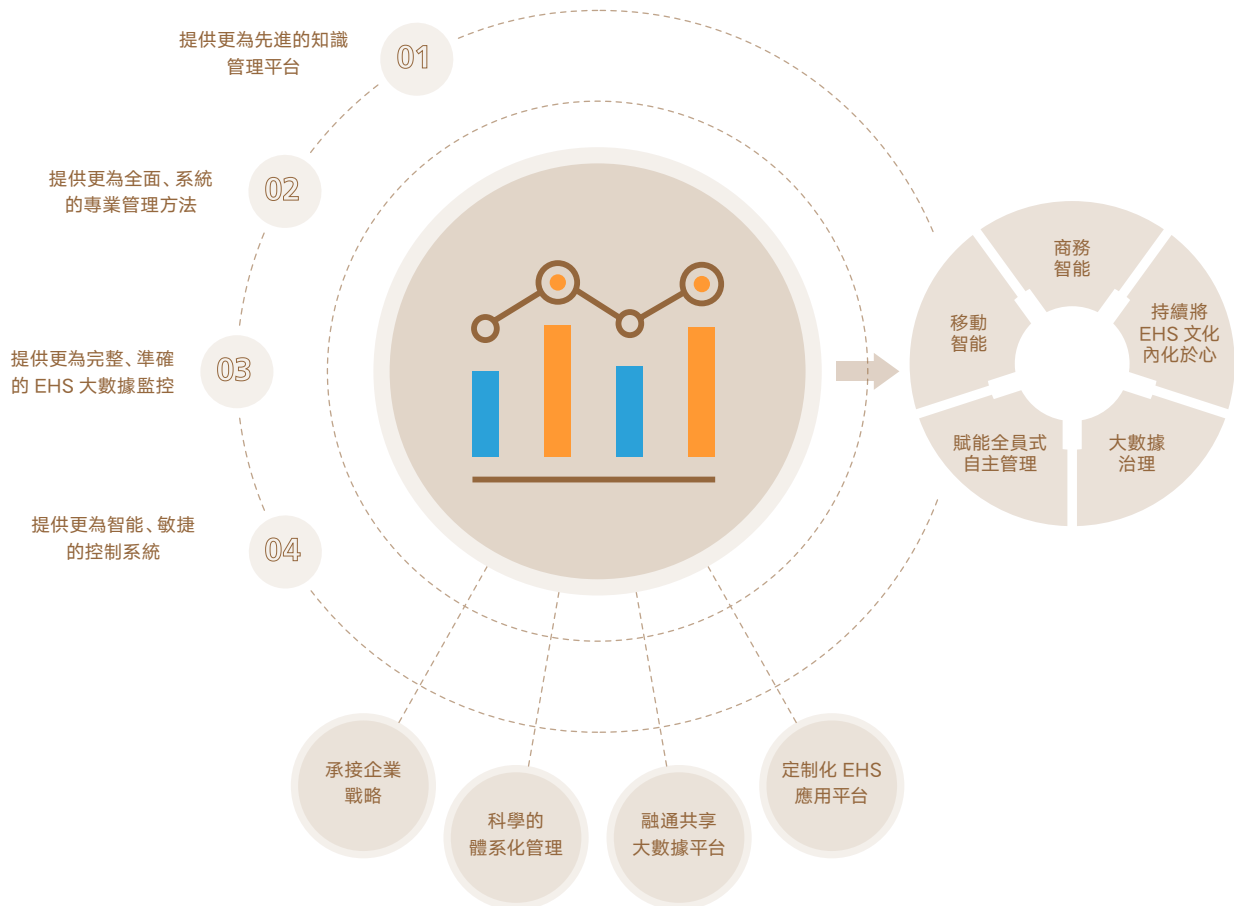 提供更為先進的知識
管理平台
01
提供更為全面、系統
的專業管理方法
02
提供更為完整、準確
的 EHS 大數據監控
03
提供更為智能、敏捷
的控制系統
04
商務
智能
持續將
EHS 文化
內化於心
移動
智能
賦能全員式
自主管理
大數據
治理
承接企業
戰略
科學的
體系化管理
融通共享
大數據平台
定制化 EHS
應用平台